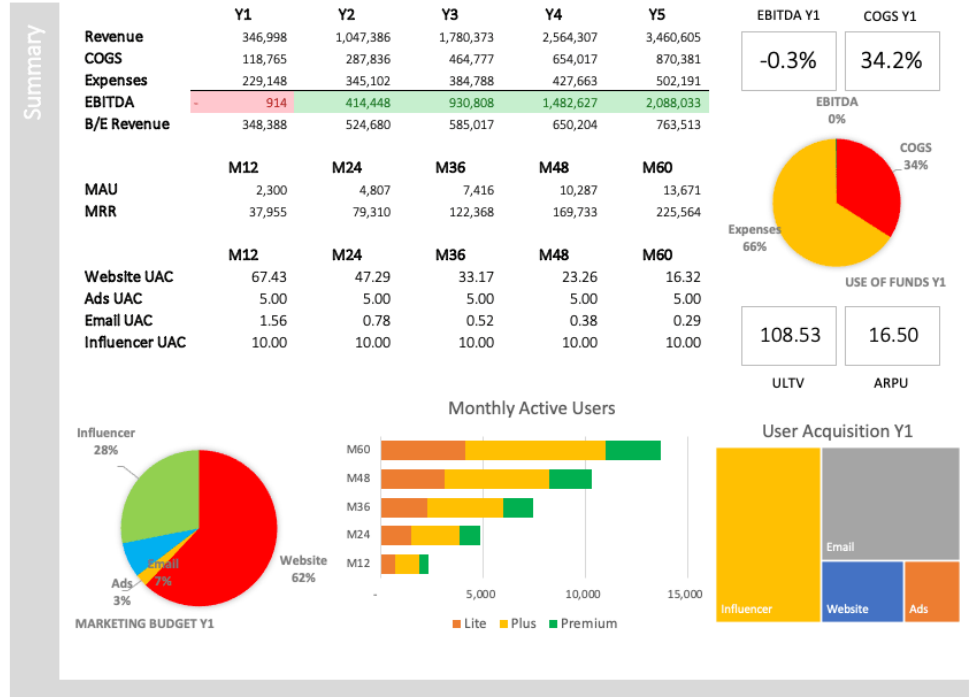 Summary
Y1 Y2 Y3 Y4 Y5
Revenue 346,998 1,047,386 1,780,373 2,564,307 3,460,605
COGS 118,765 287,836 464,777 654,017 870,381
Expenses 229,148 345,102 384,788 427,663 502,191
EBITDA - 914 414,448 930,808 1,482,627 2,088,033
B/E Revenue 348,388 524,680 585,017 650,204 763,513
M12 M24 M36 M48 M60
MAU 2,300 4,807 7,416 10,287 13,671
MRR 37,955 79,310 122,368 169,733 225,564
M12 M24 M36 M48 M60
Website UAC 67.43 47.29 33.17 23.26 16.32
Ads UAC 5.00 5.00 5.00 5.00 5.00
Email UAC 1.56 0.78 0.52 0.38 0.29
Influencer UAC 10.00 10.00 10.00 10.00 10.00
EBITDA Y1 COGS Y1
-0.3% 34.2%
EBITDA
0%
COGS
34%
Expenses
66%
USE OF FUNDS Y1
108.53 16.50
ULTV ARPU
Influencer
28%
Website
62%
Email
7%
Ads
3%
MARKETING BUDGET Y1
Monthly Active Users
M60
M48
M36
M24
M12
- 5,000 10,000 15,000
Lite Plus Premium
User Acquisition Y1
Influencer
Email
Website
Ads